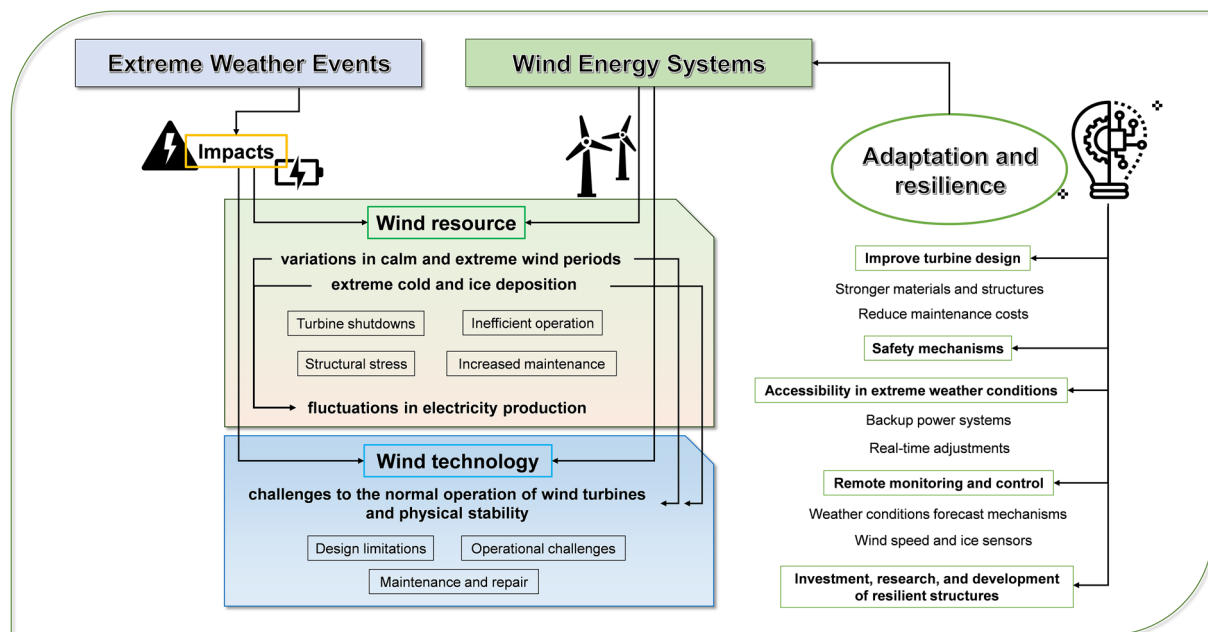 Extreme Weather Events
Wind Energy Systems
Impacts
Adaptation and
resilience
Wind resource
variations in calm and extreme wind periods
extreme cold and ice deposition
Turbine shutdowns
Inefficient operation
Structural stress
Increased maintenance
fluctuations in electricity production
Wind technology
challenges to the normal operation of wind turbines
and physical stability
Design limitations
Operational challenges
Maintenance and repair
Improve turbine design
Stronger materials and structures
Reduce maintenance costs
Safety mechanisms
Accessibility in extreme weather conditions
Backup power systems
Real-time adjustments
Remote monitoring and control
Weather conditions forecast mechanisms
Wind speed and ice sensors
Investment, research, and development
of resilient structures